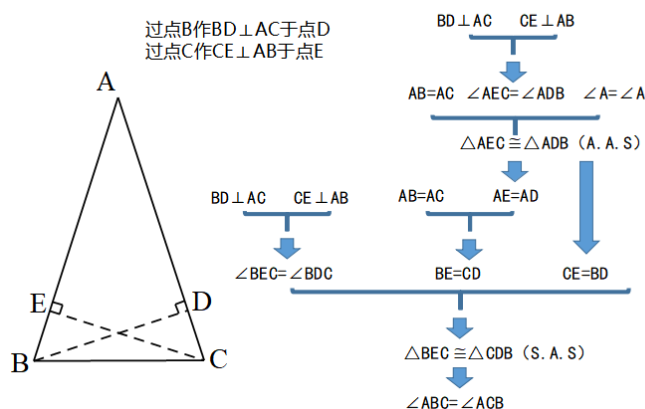 过点B作BD⊥AC于点D
过点C作CE⊥AB于点E
BD⊥AC CE⊥AB
A
AB=AC ∠AEC=∠ADB ∠A=∠A
△AEC≅△ADB (A.A.S)
BD⊥AC CE⊥AB AB=AC AE=AD
∠BEC=∠BDC BE=CD CE=BD
E D
B C
△BEC≅△CDB (S.A.S)
∠ABC=∠ACB